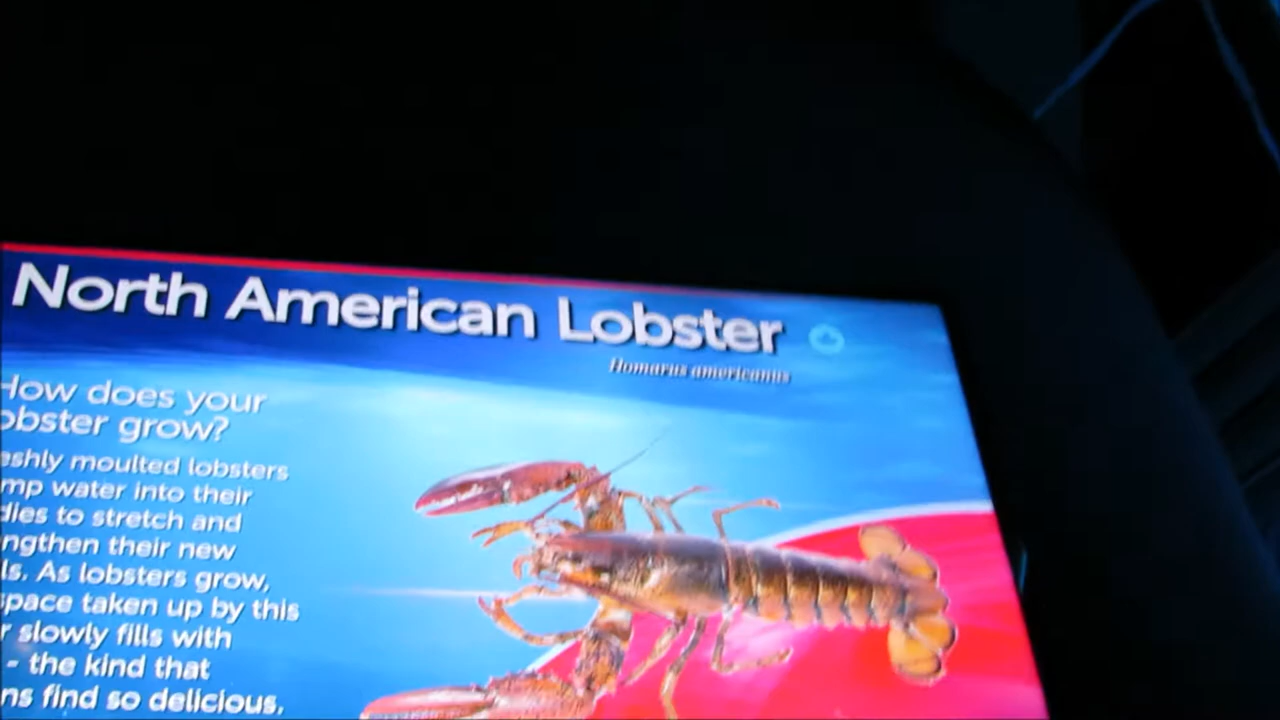 North American Lobster
Homarus americanus
How does your
obster grow?
eshly moulted lobsters
mp water into their
dies to stretch and
ngthen their new
ls. As lobsters grow,
space taken up by this
r slowly fills with
- the kind that
ns find so delicious.